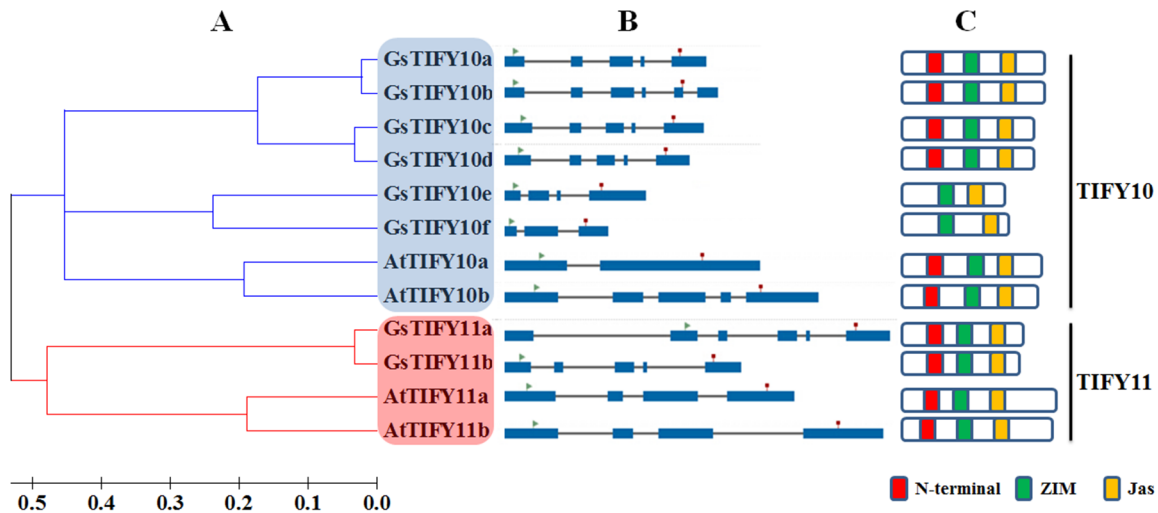 A B C
GsTIFY10a
GsTIFY10b
GsTIFY10c
GsTIFY10d
GsTIFY10e
GsTIFY10f
AtTIFY10a
AtTIFY10b
GsTIFY11a
GsTIFY11b
AtTIFY11a
AtTIFY11b
TIFY10
TIFY11
0.5 0.4 0.3 0.2 0.1 0.0
N-terminal ZIM Jas